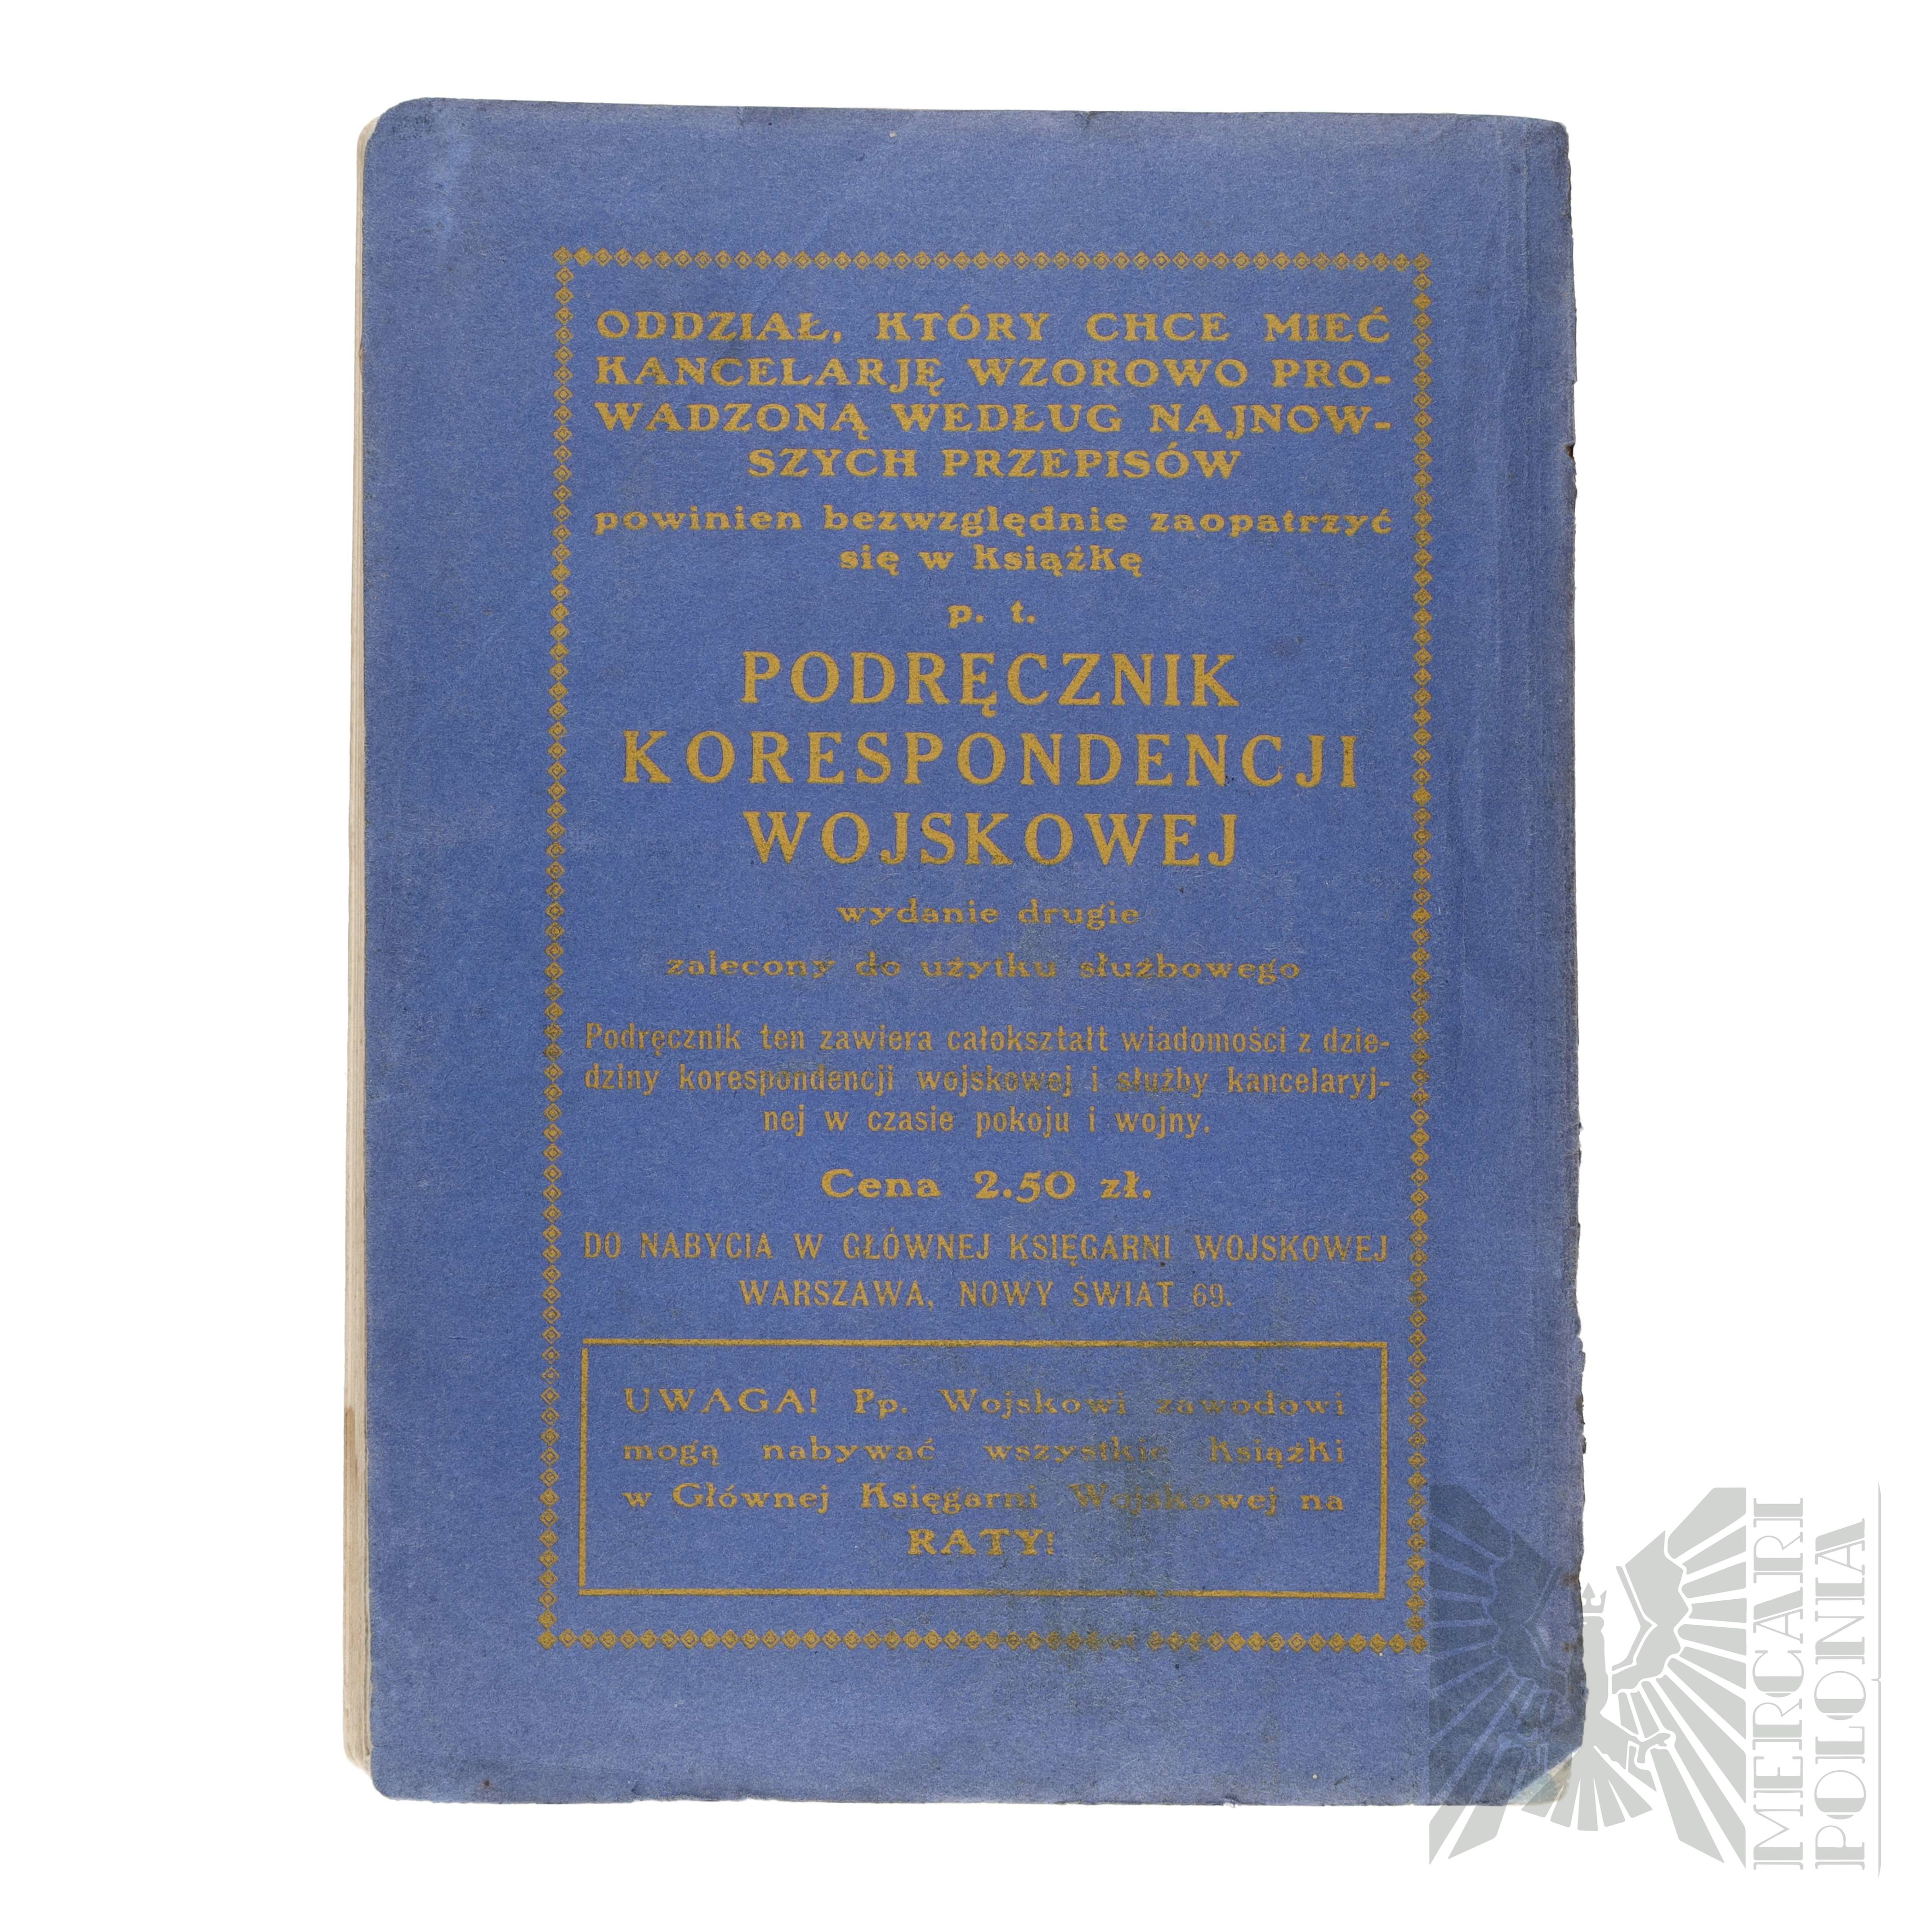 ODDZIAŁ, KTÓRY CHCE MIEĆ
KANCELARJĘ WZOROWO PRO-
WADZONĄ WEDŁUG NAJNOW-
SZYCH PRZEPISÓW
powinien bezwzględnie zaopatrzyć
się w książkę
p. t.
PODRĘCZNIK
KORESPONDENCJI
WOJSKOWEJ
wydanie drugie
zalecony do użytku służbowego
Podręcznik ten zawiera całokształt wiadomości z dzie-
dziny korespondencji wojskowej i służby kancelaryj-
nej w czasie pokoju i wojny.
Cena 2.50 zł.
DO NABYCIA W GŁÓWNEJ KSIĘGARNI WOJSKOWEJ
WARSZAWA, NOWY ŚWIAT 69.
UWAGA! Pp. Wojskowi zawodowi
mogą nabywać wszystkie książki
w Głównej Księgarni Wojskowej na
RATY!
MERCARI
POLONIA